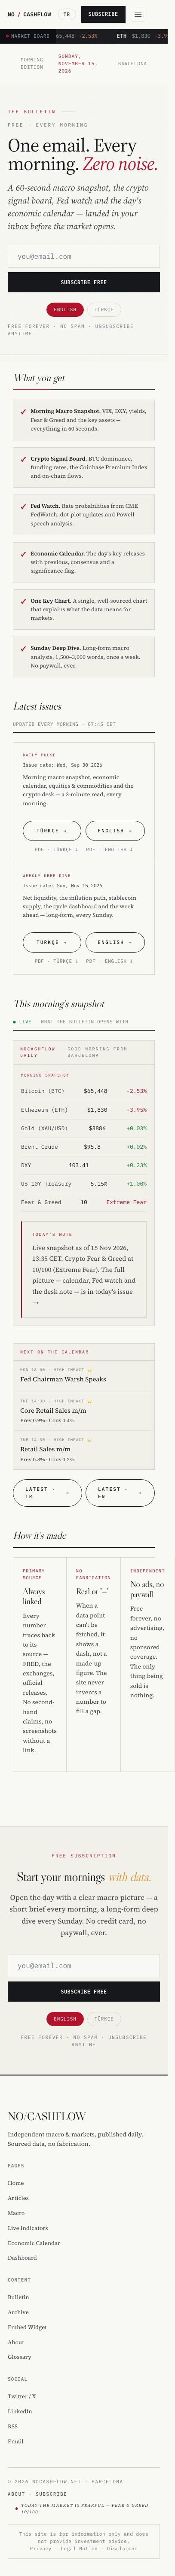 NO / CASHFLOW
TR
SUBSCRIBE
MARKET BOARD 65,448 -2.53% ETH $1,830 -3.9
MORNING
EDITION
SUNDAY,
NOVEMBER 15,
2026
BARCELONA
THE BULLETIN
FREE · EVERY MORNING
One email. Every
morning. Zero noise.
A 60-second macro snapshot, the crypto
signal board, Fed watch and the day's
economic calendar — landed in your
inbox before the market opens.
you@email.com
SUBSCRIBE FREE
ENGLISH
TÜRKÇE
FREE FOREVER · NO SPAM · UNSUBSCRIBE
ANYTIME
What you get
✓ Morning Macro Snapshot. VIX, DXY, yields,
Fear & Greed and the key assets —
everything in 60 seconds.
✓ Crypto Signal Board. BTC dominance,
funding rates, the Coinbase Premium Index
and on-chain flows.
✓ Fed Watch. Rate probabilities from CME
FedWatch, dot-plot updates and Powell
speech analysis.
✓ Economic Calendar. The day's key releases
with previous, consensus and a
significance flag.
✓ One Key Chart. A single, well-sourced chart
that explains what the data means for
markets.
✓ Sunday Deep Dive. Long-form macro
analysis, 1,500–3,000 words, once a week.
No paywall, ever.
Latest issues
UPDATED EVERY MORNING · 07:45 CET
DAILY PULSE
Issue date: Wed, Sep 30 2026
Morning macro snapshot, economic
calendar, equities & commodities and the
crypto desk — a 3-minute read, every
morning.
TÜRKÇE →
ENGLISH →
PDF · TÜRKÇE ↓ PDF · ENGLISH ↓
WEEKLY DEEP DIVE
Issue date: Sun, Nov 15 2026
Net liquidity, the inflation path, stablecoin
supply, the cycle dashboard and the week
ahead — long-form, every Sunday.
TÜRKÇE →
ENGLISH →
PDF · TÜRKÇE ↓ PDF · ENGLISH ↓
This morning's snapshot
● LIVE · WHAT THE BULLETIN OPENS WITH
NOCASHFLOW
DAILY
GOOD MORNING FROM
BARCELONA
MORNING SNAPSHOT
Bitcoin (BTC) $65,448 -2.53%
Ethereum (ETH) $1,830 -3.95%
Gold (XAU/USD) $3886 +0.03%
Brent Crude $95.8 +0.02%
DXY 103.41 +0.23%
US 10Y Treasury 5.15% +1.00%
Fear & Greed 10 Extreme Fear
TODAY'S NOTE
Live snapshot as of 15 Nov 2026,
13:35 CET. Crypto Fear & Greed at
10/100 (Extreme Fear). The full
picture — calendar, Fed watch and
the desk note — is in today's issue
→
NEXT ON THE CALENDAR
Fed Chairman Warsh Speaks
TUE 14:30 · HIGH IMPACT
Core Retail Sales m/m
Prev 0.9% · Cons 0.4%
TUE 14:30 · HIGH IMPACT
Retail Sales m/m
Prev 0.8% · Cons 0.2%
LATEST ·
TR
→
LATEST ·
EN
→
How it's made
PRIMARY
SOURCE
Always
linked
Every
number
traces back
to its
source —
FRED, the
exchanges,
official
releases.
No second-
hand
claims, no
screenshots
without a
link.
NO
FABRICATION
Real or "—"
When a
data point
can't be
fetched, it
shows a
dash, not a
made-up
figure. The
site never
invents a
number to
fill a gap.
INDEPENDENT
No ads, no
paywall
Free
forever, no
advertising,
no
sponsored
coverage.
The only
thing being
sold is
nothing.
FREE SUBSCRIPTION
Start your mornings with data.
Open the day with a clear macro picture — a
short brief every morning, a long-form deep
dive every Sunday. No credit card, no
paywall, ever.
you@email.com
SUBSCRIBE FREE
ENGLISH
TÜRKÇE
FREE FOREVER · NO SPAM · UNSUBSCRIBE
ANYTIME
NO/CASHFLOW
Independent macro & markets, published daily.
Sourced data, no fabrication.
PAGES
Home
Articles
Macro
Live Indicators
Economic Calendar
Dashboard
CONTENT
Bulletin
Archive
Embed Widget
About
Glossary
SOCIAL
Twitter / X
LinkedIn
RSS
Email
© 2026 NOCASHFLOW.NET · BARCELONA
ABOUT · SUBSCRIBE
TODAY THE MARKET IS FEARFUL — FEAR & GREED
10/100.
This site is for information only and does
not provide investment advice.
Privacy · Legal Notice · Disclaimer